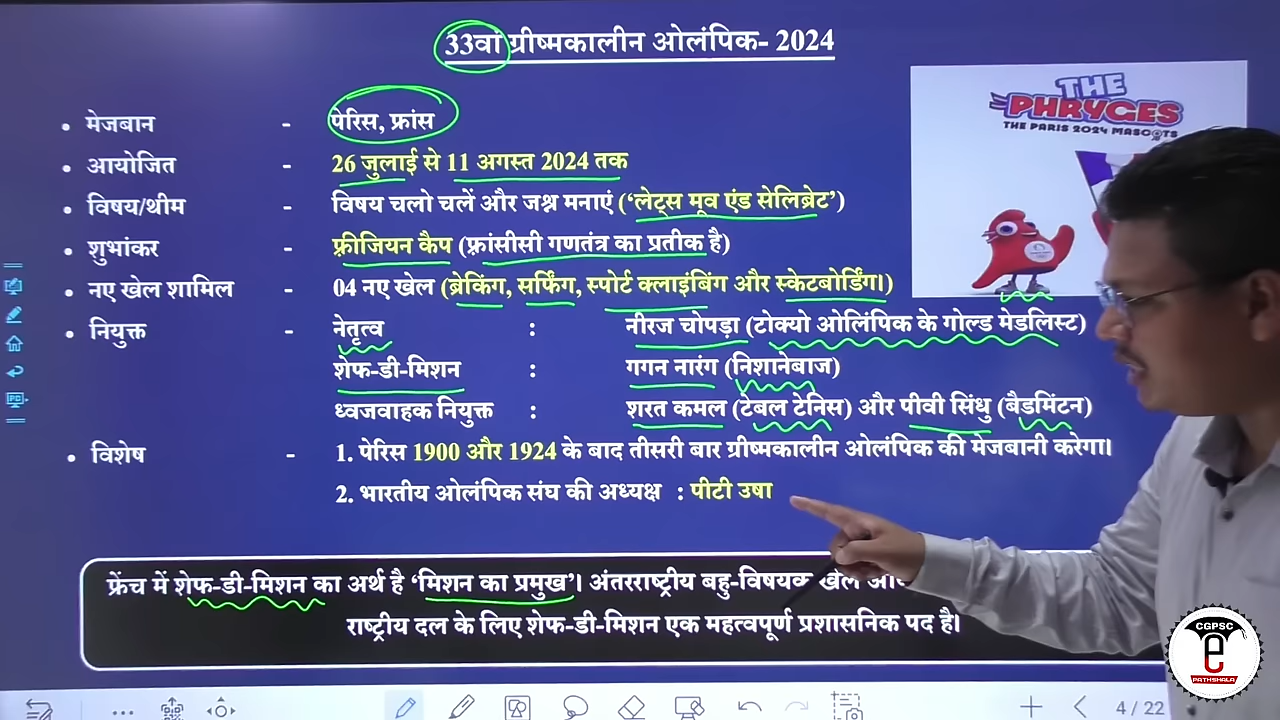 33वां ग्रीष्मकालीन ओलंपिक- 2024
THE
PHRYGES
THE PARIS 2024 MASCOTS
• मेजबान - पेरिस, फ्रांस
• आयोजित - 26 जुलाई से 11 अगस्त 2024 तक
• विषय/थीम - विषय चलो चलें और जश्न मनाएं (‘लेट्स मूव एंड सेलिब्रेट’)
• शुभांकर - फ़्रीजियन कैप (फ़्रांसीसी गणतंत्र का प्रतीक है)
• नए खेल शामिल - 04 नए खेल (ब्रेकिंग, सर्फिंग, स्पोर्ट क्लाइंबिंग और स्केटबोर्डिंग।)
• नियुक्त - नेतृत्व : नीरज चोपड़ा (टोक्यो ओलिंपिक के गोल्ड मेडलिस्ट)
शेफ-डी-मिशन : गगन नारंग (निशानेबाज)
ध्वजवाहक नियुक्त : शरत कमल (टेबल टेनिस) और पीवी सिंधु (बैडमिंटन)
• विशेष - 1. पेरिस 1900 और 1924 के बाद तीसरी बार ग्रीष्मकालीन ओलंपिक की मेजबानी करेगा।
2. भारतीय ओलंपिक संघ की अध्यक्ष : पीटी उषा
फ्रेंच में शेफ-डी-मिशन का अर्थ है ‘मिशन का प्रमुख’। अंतरराष्ट्रीय बहु-विषयक खेल
राष्ट्रीय दल के लिए शेफ-डी-मिशन एक महत्वपूर्ण प्रशासनिक पद है।
CGPSC
e
PATHSHALA
4 / 22